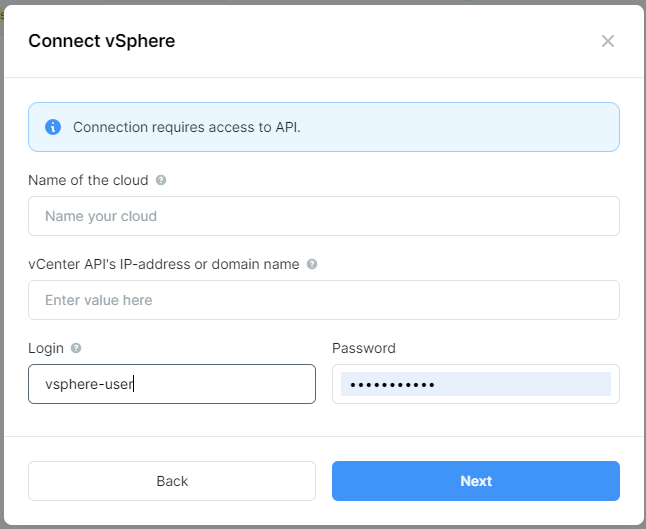 Connect vSphere
Connection requires access to API.
Name of the cloud
Name your cloud
vCenter API's IP-address or domain name
Enter value here
Login
Password
vsphere-user
•••••••••••
Back
Next